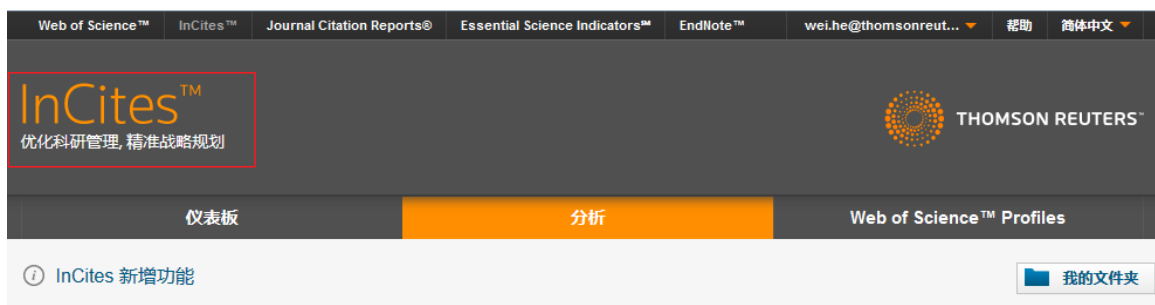 Web of Science™ InCites™ Journal Citation Reports® Essential Science Indicators℠ EndNote™ wei.he@thomsonreut... 帮助 简体中文
InCites™
优化科研管理, 精准战略规划
THOMSON REUTERS™
仪表板 分析 Web of Science™ Profiles
InCites 新增功能 我的文件夹